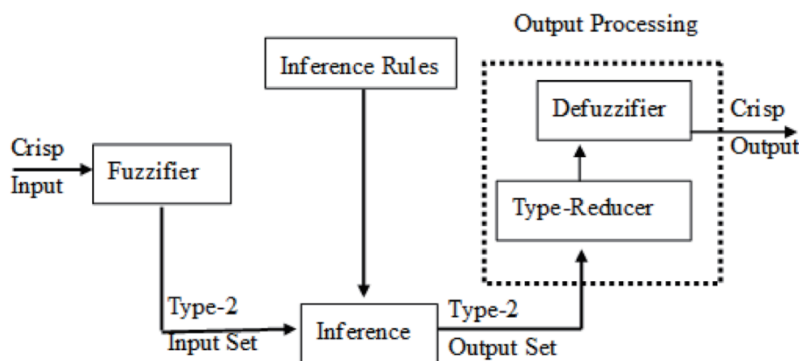 Output Processing
Inference Rules
Defuzzifier
Crisp
Output
Crisp
Input
Fuzzifier
Type-Reducer
Type-2
Input Set
Inference
Type-2
Output Set